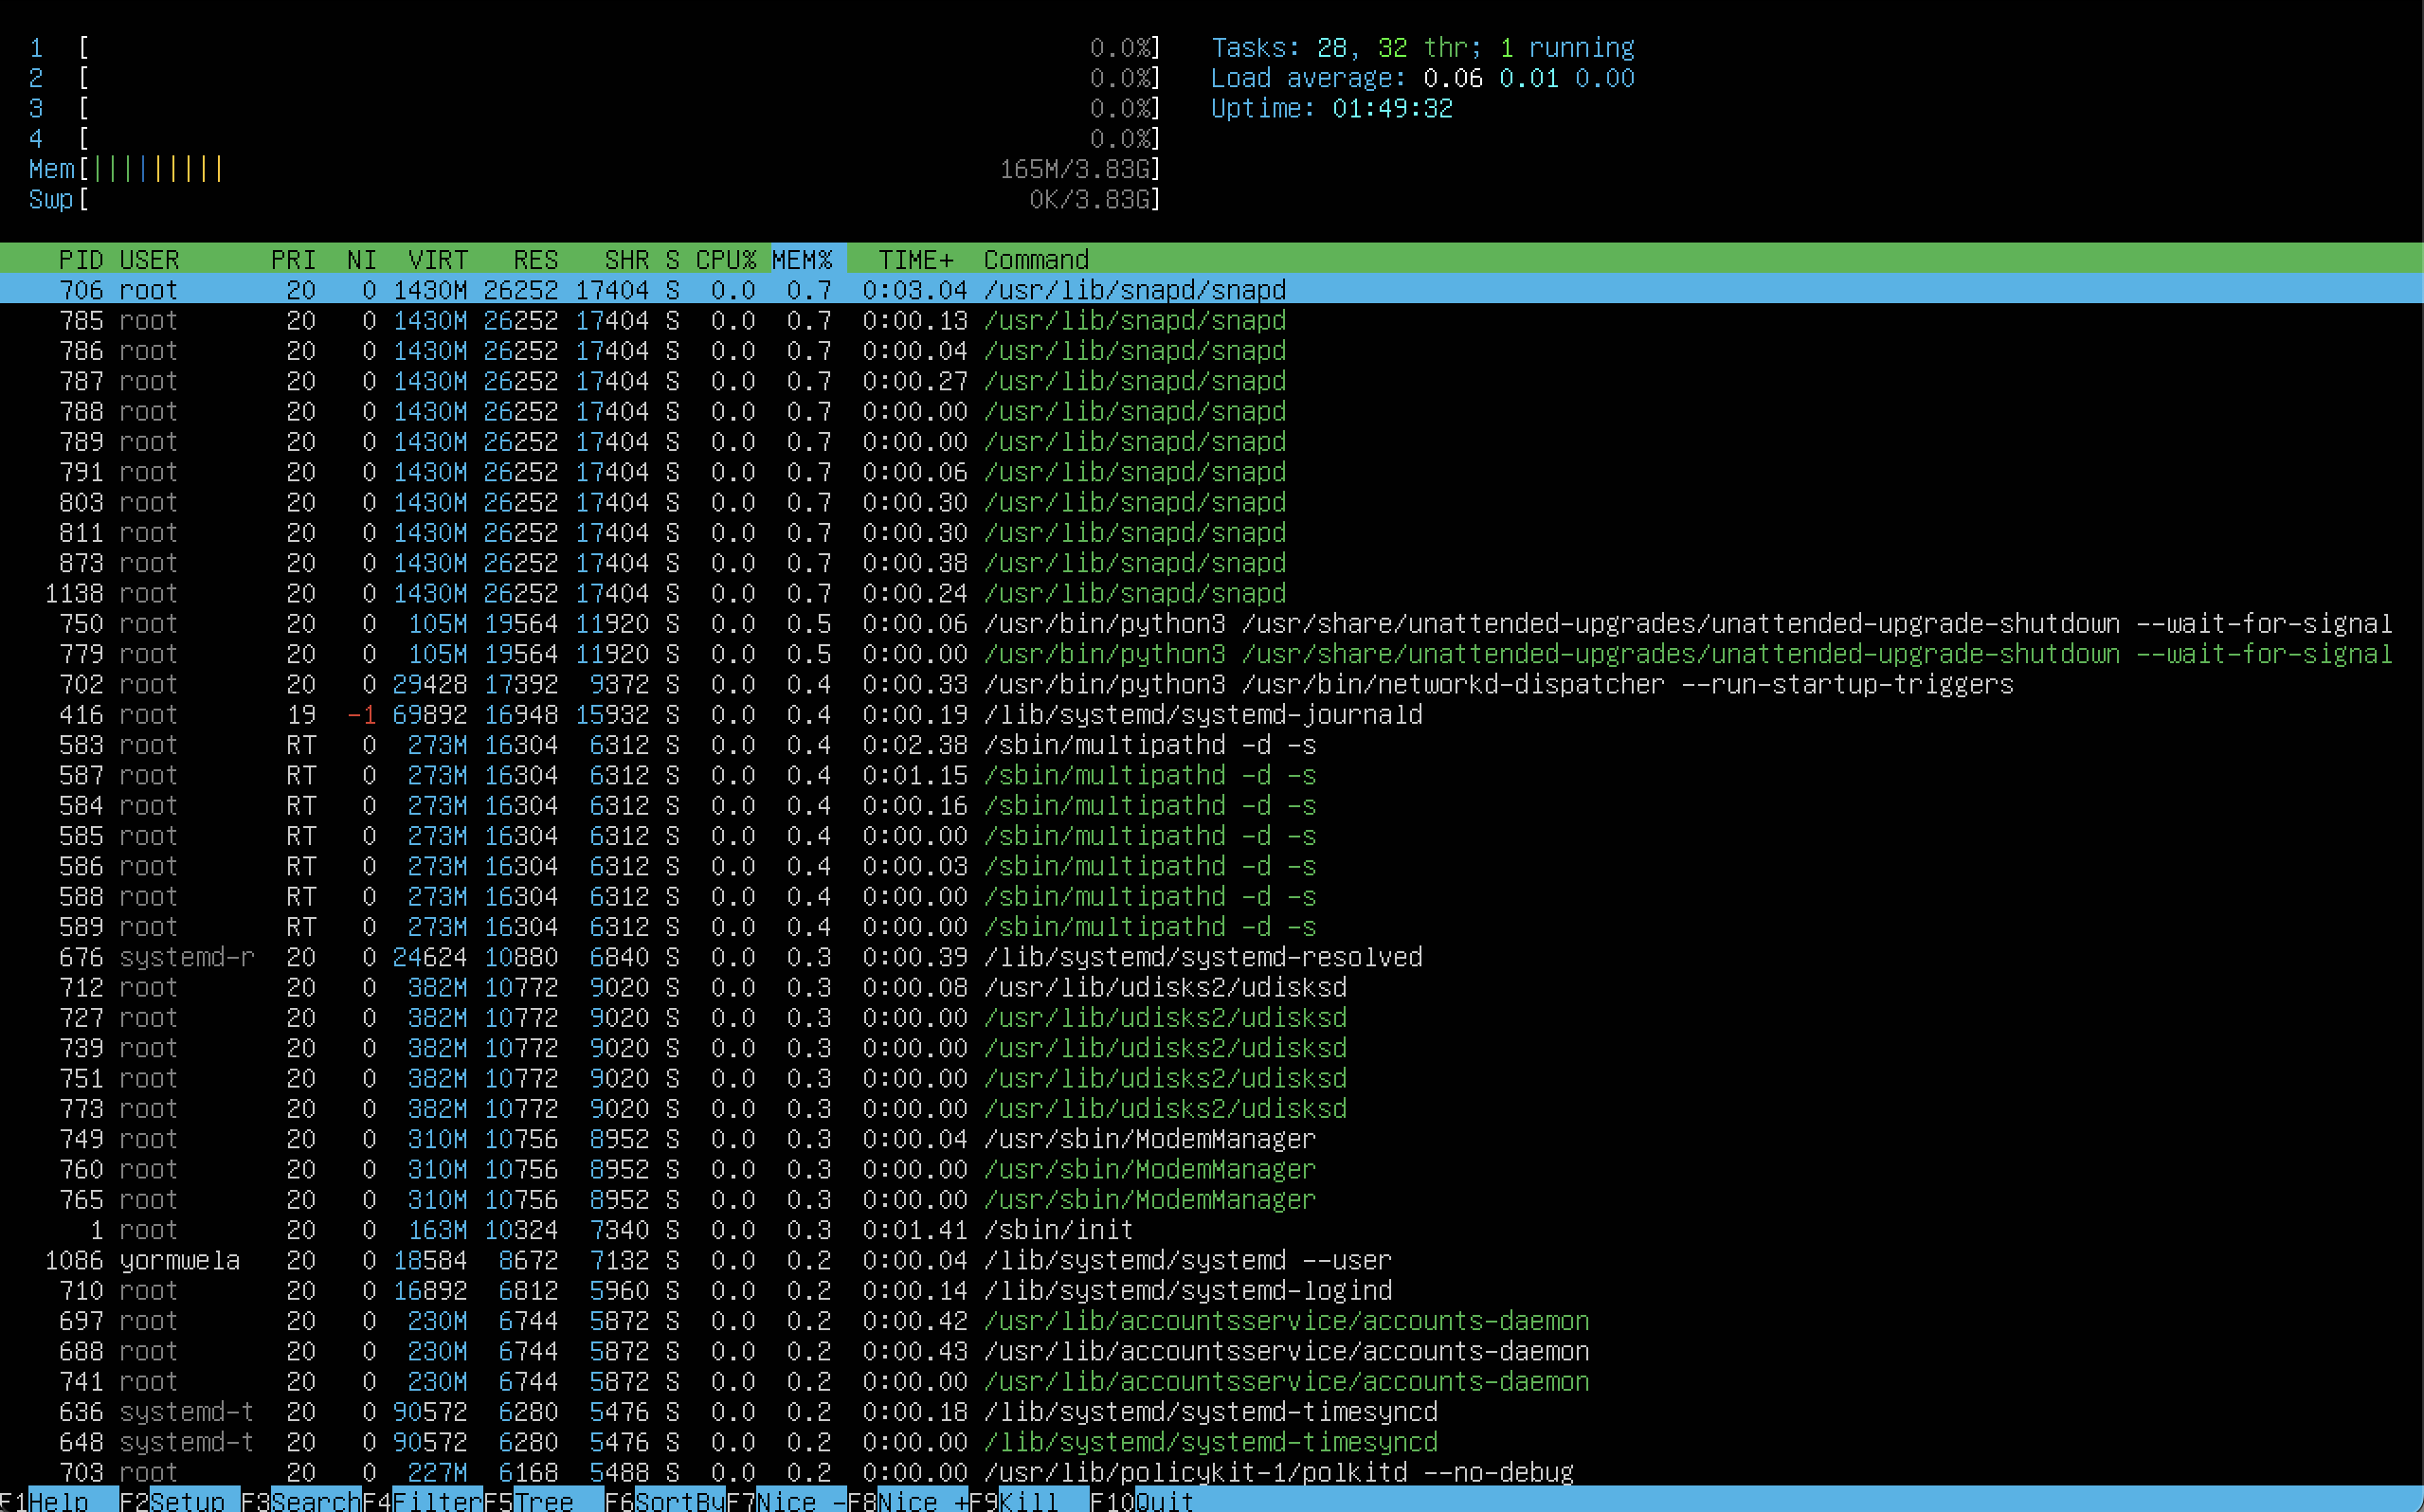 1 [ 0.0%] Tasks: 28, 32 thr; 1 running
2 [ 0.0%] Load average: 0.06 0.01 0.00
3 [ 0.0%] Uptime: 01:49:32
4 [ 0.0%]
Mem[||||||||| 165M/3.83G]
Swp[ 0K/3.83G]
PID USER PRI NI VIRT RES SHR S CPU% MEM% TIME+ Command
706 root 20 0 1430M 26252 17404 S 0.0 0.7 0:03.04 /usr/lib/snapd/snapd
785 root 20 0 1430M 26252 17404 S 0.0 0.7 0:00.13 /usr/lib/snapd/snapd
786 root 20 0 1430M 26252 17404 S 0.0 0.7 0:00.04 /usr/lib/snapd/snapd
787 root 20 0 1430M 26252 17404 S 0.0 0.7 0:00.27 /usr/lib/snapd/snapd
788 root 20 0 1430M 26252 17404 S 0.0 0.7 0:00.00 /usr/lib/snapd/snapd
789 root 20 0 1430M 26252 17404 S 0.0 0.7 0:00.00 /usr/lib/snapd/snapd
791 root 20 0 1430M 26252 17404 S 0.0 0.7 0:00.06 /usr/lib/snapd/snapd
803 root 20 0 1430M 26252 17404 S 0.0 0.7 0:00.30 /usr/lib/snapd/snapd
811 root 20 0 1430M 26252 17404 S 0.0 0.7 0:00.30 /usr/lib/snapd/snapd
873 root 20 0 1430M 26252 17404 S 0.0 0.7 0:00.38 /usr/lib/snapd/snapd
1138 root 20 0 1430M 26252 17404 S 0.0 0.7 0:00.24 /usr/lib/snapd/snapd
750 root 20 0 105M 19564 11920 S 0.0 0.5 0:00.06 /usr/bin/python3 /usr/share/unattended-upgrades/unattended-upgrade-shutdown --wait-for-signal
779 root 20 0 105M 19564 11920 S 0.0 0.5 0:00.00 /usr/bin/python3 /usr/share/unattended-upgrades/unattended-upgrade-shutdown --wait-for-signal
702 root 20 0 29428 17392 9372 S 0.0 0.4 0:00.33 /usr/bin/python3 /usr/bin/networkd-dispatcher --run-startup-triggers
416 root 19 -1 69892 16948 15932 S 0.0 0.4 0:00.19 /lib/systemd/systemd-journald
583 root RT 0 273M 16304 6312 S 0.0 0.4 0:02.38 /sbin/multipathd -d -s
587 root RT 0 273M 16304 6312 S 0.0 0.4 0:01.15 /sbin/multipathd -d -s
584 root RT 0 273M 16304 6312 S 0.0 0.4 0:00.16 /sbin/multipathd -d -s
585 root RT 0 273M 16304 6312 S 0.0 0.4 0:00.00 /sbin/multipathd -d -s
586 root RT 0 273M 16304 6312 S 0.0 0.4 0:00.03 /sbin/multipathd -d -s
588 root RT 0 273M 16304 6312 S 0.0 0.4 0:00.00 /sbin/multipathd -d -s
589 root RT 0 273M 16304 6312 S 0.0 0.4 0:00.00 /sbin/multipathd -d -s
676 systemd-r 20 0 24624 10880 6840 S 0.0 0.3 0:00.39 /lib/systemd/systemd-resolved
712 root 20 0 382M 10772 9020 S 0.0 0.3 0:00.08 /usr/lib/udisks2/udisksd
727 root 20 0 382M 10772 9020 S 0.0 0.3 0:00.00 /usr/lib/udisks2/udisksd
739 root 20 0 382M 10772 9020 S 0.0 0.3 0:00.00 /usr/lib/udisks2/udisksd
751 root 20 0 382M 10772 9020 S 0.0 0.3 0:00.00 /usr/lib/udisks2/udisksd
773 root 20 0 382M 10772 9020 S 0.0 0.3 0:00.00 /usr/lib/udisks2/udisksd
749 root 20 0 310M 10756 8952 S 0.0 0.3 0:00.04 /usr/sbin/ModemManager
760 root 20 0 310M 10756 8952 S 0.0 0.3 0:00.00 /usr/sbin/ModemManager
765 root 20 0 310M 10756 8952 S 0.0 0.3 0:00.00 /usr/sbin/ModemManager
1 root 20 0 163M 10324 7340 S 0.0 0.3 0:01.41 /sbin/init
1086 yormwela 20 0 18584 8672 7132 S 0.0 0.2 0:00.04 /lib/systemd/systemd --user
710 root 20 0 16892 6812 5960 S 0.0 0.2 0:00.14 /lib/systemd/systemd-logind
697 root 20 0 230M 6744 5872 S 0.0 0.2 0:00.42 /usr/lib/accountsservice/accounts-daemon
688 root 20 0 230M 6744 5872 S 0.0 0.2 0:00.43 /usr/lib/accountsservice/accounts-daemon
741 root 20 0 230M 6744 5872 S 0.0 0.2 0:00.00 /usr/lib/accountsservice/accounts-daemon
636 systemd-t 20 0 90572 6280 5476 S 0.0 0.2 0:00.18 /lib/systemd/systemd-timesyncd
648 systemd-t 20 0 90572 6280 5476 S 0.0 0.2 0:00.00 /lib/systemd/systemd-timesyncd
703 root 20 0 227M 6168 5488 S 0.0 0.2 0:00.00 /usr/lib/policykit-1/polkitd --no-debug
F1Help F2Setup F3SearchF4FilterF5Tree F6SortByF7Nice -F8Nice +F9Kill F10Quit